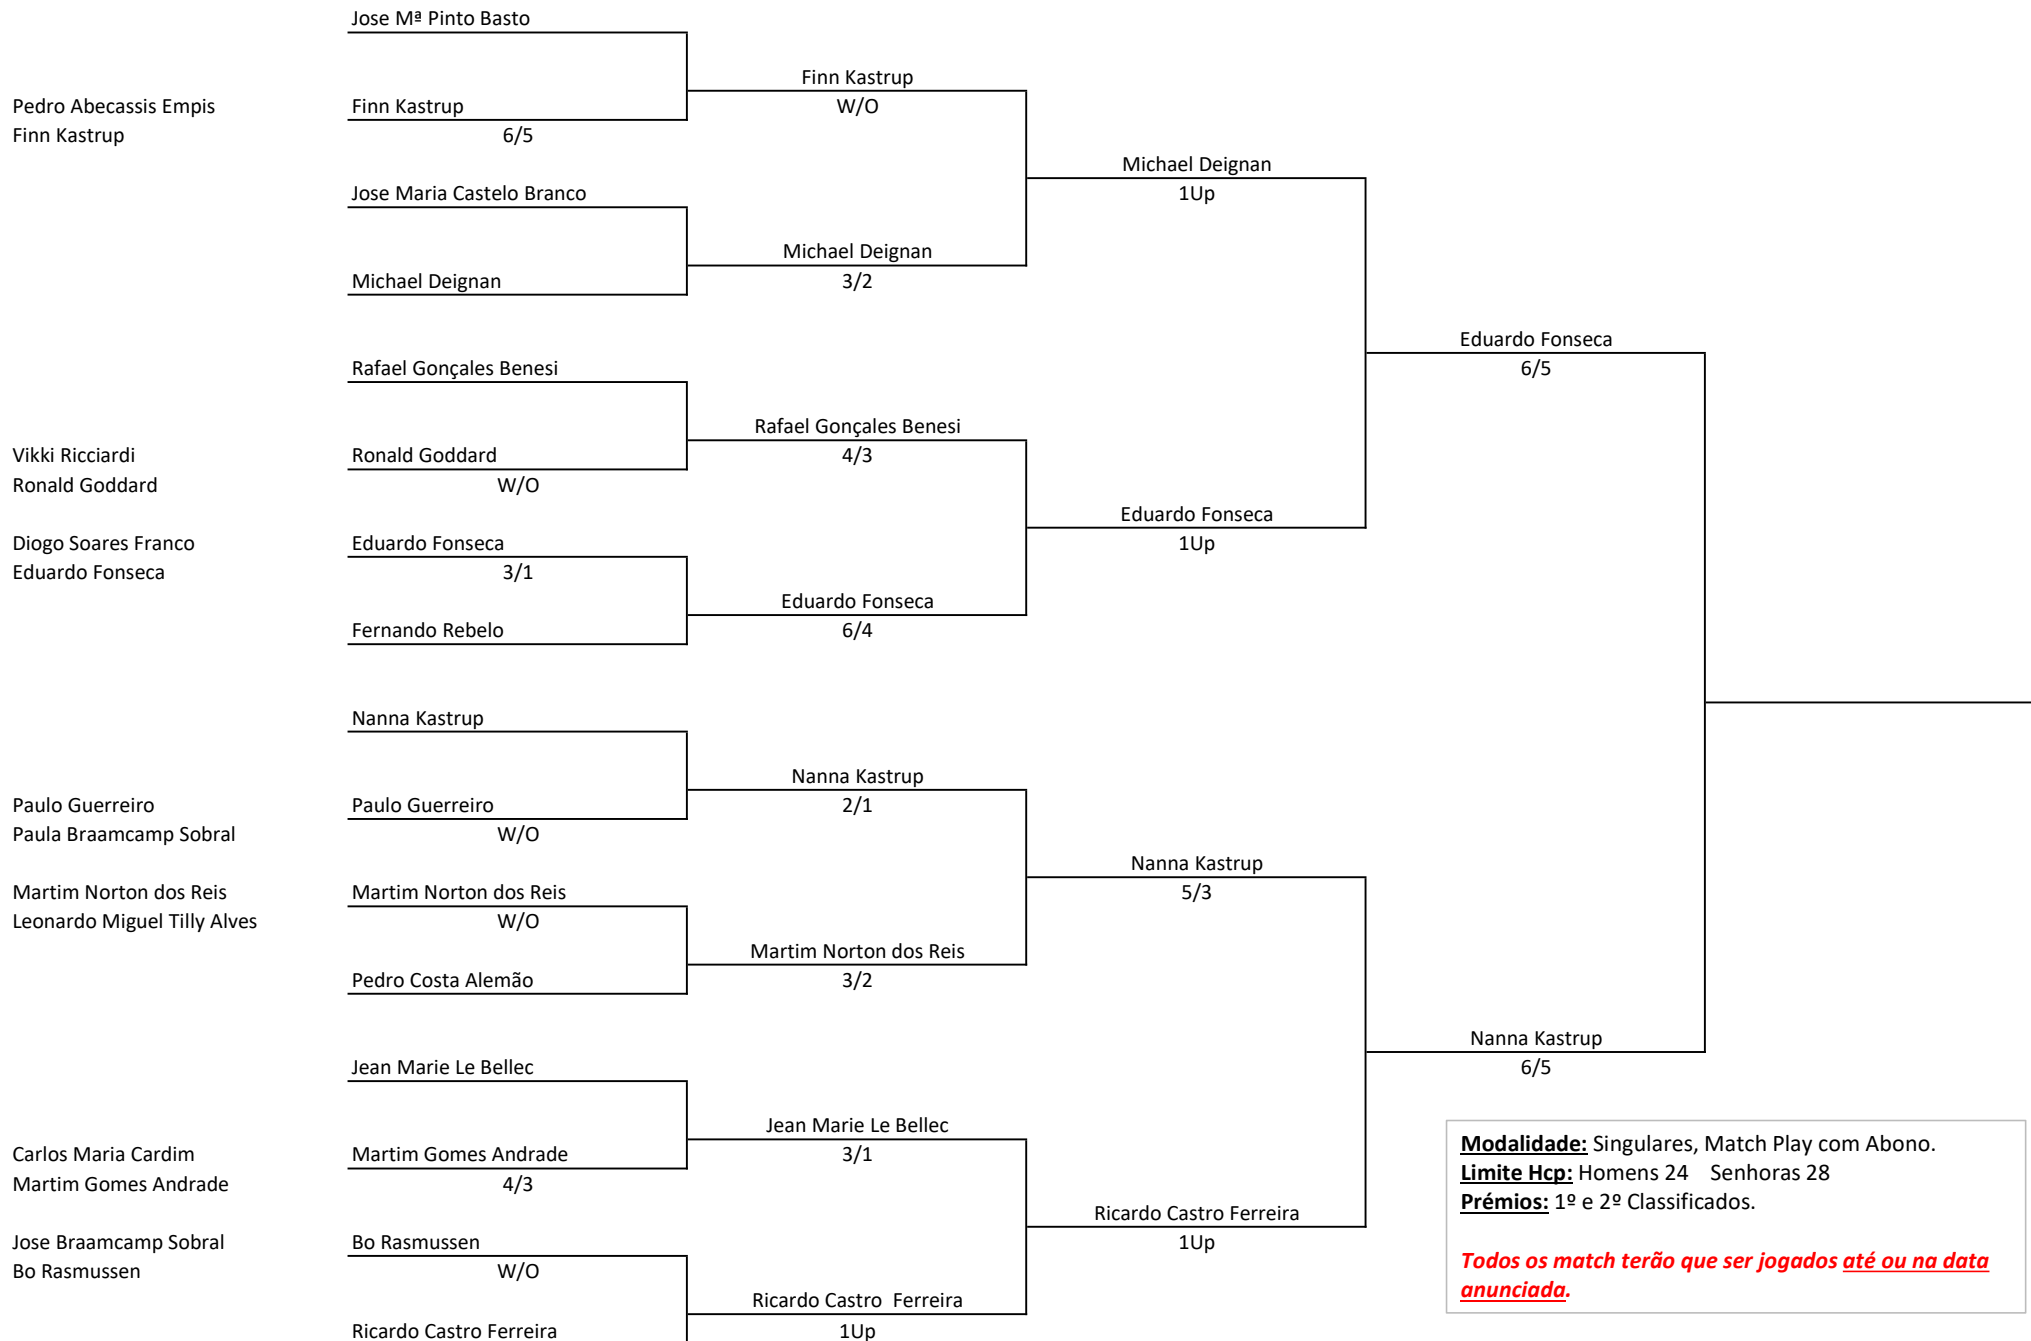 Jose Mª Pinto Basto
Finn Kastrup
Pedro Abecassis Empis
Finn Kastrup
W/O
Finn Kastrup
6/5
Michael Deignan
Jose Maria Castelo Branco
1Up
Michael Deignan
Michael Deignan
3/2
Eduardo Fonseca
Rafael Gonçales Benesi
6/5
Rafael Gonçales Benesi
Vikki Ricciardi
Ronald Goddard
4/3
Ronald Goddard
W/O
Eduardo Fonseca
Diogo Soares Franco
Eduardo Fonseca
1Up
Eduardo Fonseca
3/1
Eduardo Fonseca
Fernando Rebelo
6/4
Nanna Kastrup
Nanna Kastrup
Paulo Guerreiro
Paulo Guerreiro
2/1
Paula Braamcamp Sobral
W/O
Nanna Kastrup
Martim Norton dos Reis
Martim Norton dos Reis
5/3
Leonardo Miguel Tilly Alves
W/O
Martim Norton dos Reis
Pedro Costa Alemão
3/2
Nanna Kastrup
Jean Marie Le Bellec
6/5
Jean Marie Le Bellec
Carlos Maria Cardim
Martim Gomes Andrade
3/1
Martim Gomes Andrade
4/3
Ricardo Castro Ferreira
Jose Braamcamp Sobral
Bo Rasmussen
1Up
Bo Rasmussen
W/O
Ricardo Castro  Ferreira
Ricardo Castro Ferreira
1Up
Modalidade: Singulares, Match Play com Abono.
Limite Hcp: Homens 24    Senhoras 28
Prémios: 1º e 2º Classificados.
Todos os match terão que ser jogados até ou na data
anunciada.